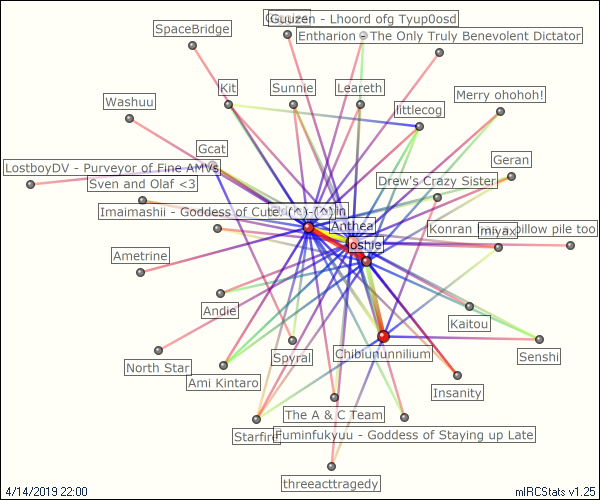 Guuzen - Lhoord ofg Tyup0osd
SpaceBridge
Entharion - The Only Truly Benevolent Dictator
Kit
Sunnie
Leareth
Merry ohohoh!
Washuu
littlecog
Gcat
Geran
LostboyDV - Purveyor of Fine AMVs
Drew's Crazy Sister
Sven and Olaf <3
Imaimashii - Goddess of Cute
Anthea
Konran
pillow pile too
miyax
oshie
Ametrine
Andie
Kaitou
Senshi
Spyral
Chibiununnilium
North Star
Ami Kintaro
Insanity
The A & C Team
Starfire
Fuminfukyuu - Goddess of Staying up Late
threeacttragedy
4/14/2019 22:00
mIRCStats v1.25